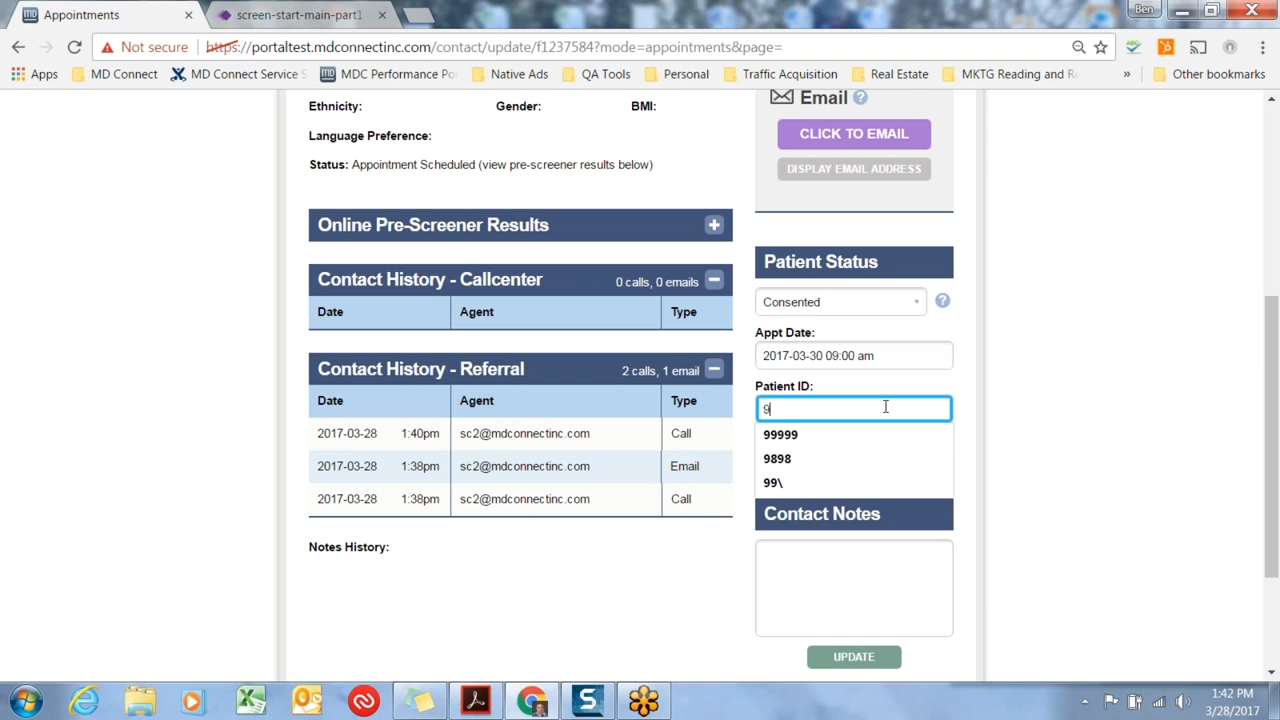 Appointments
screen-start-main-part1
Ben
Not secure
https://portaltest.mdconnectinc.com/contact/update/f1237584?mode=appointments&page=
Apps
MD Connect
MD Connect Service
MDC Performance Po
Native Ads
QA Tools
Personal
Traffic Acquisition
Real Estate
MKTG Reading and R
»
Other bookmarks
Ethnicity:
Gender:
BMI:
Language Preference:
Status: Appointment Scheduled (view pre-screener results below)
Email ?
CLICK TO EMAIL
DISPLAY EMAIL ADDRESS
Online Pre-Screener Results
Contact History - Callcenter
0 calls, 0 emails
Date Agent Type
Contact History - Referral
2 calls, 1 email
Date Agent Type
2017-03-28 1:40pm sc2@mdconnectinc.com Call
2017-03-28 1:38pm sc2@mdconnectinc.com Email
2017-03-28 1:38pm sc2@mdconnectinc.com Call
Notes History:
Patient Status
Consented
?
Appt Date:
2017-03-30 09:00 am
Patient ID:
9
99999
9898
99\
Contact Notes
UPDATE
1:42 PM
3/28/2017